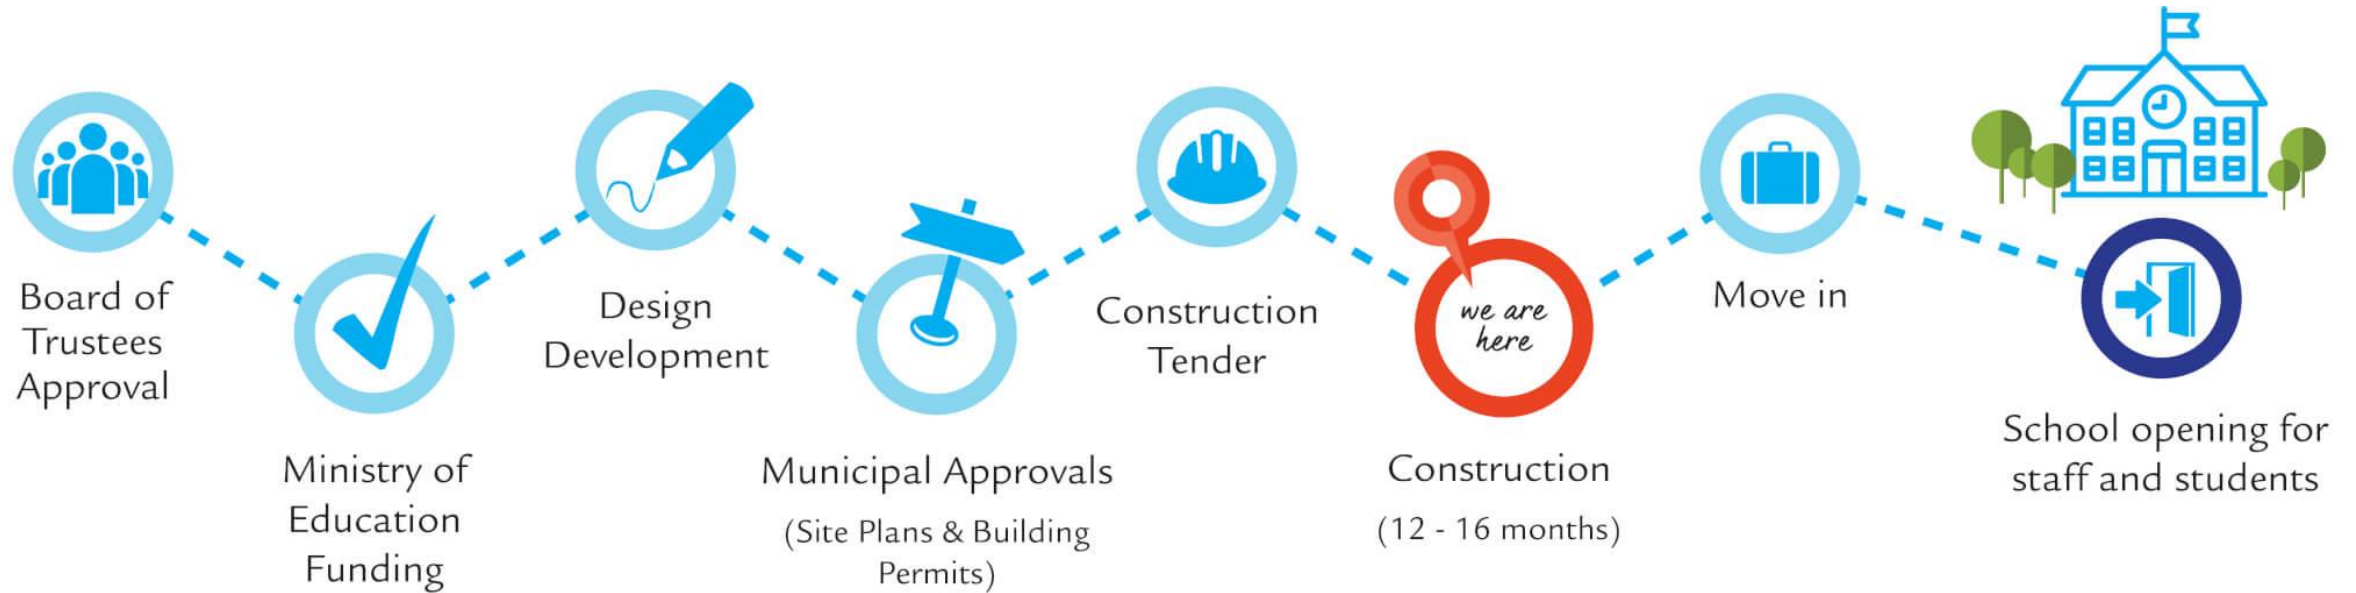 Board of
Trustees
Approval
Ministry of
Education
Funding
Design
Development
Municipal Approvals
(Site Plans & Building
Permits)
Construction
Tender
we are
here
Construction
(12 - 16 months)
Move in
School opening for
staff and students